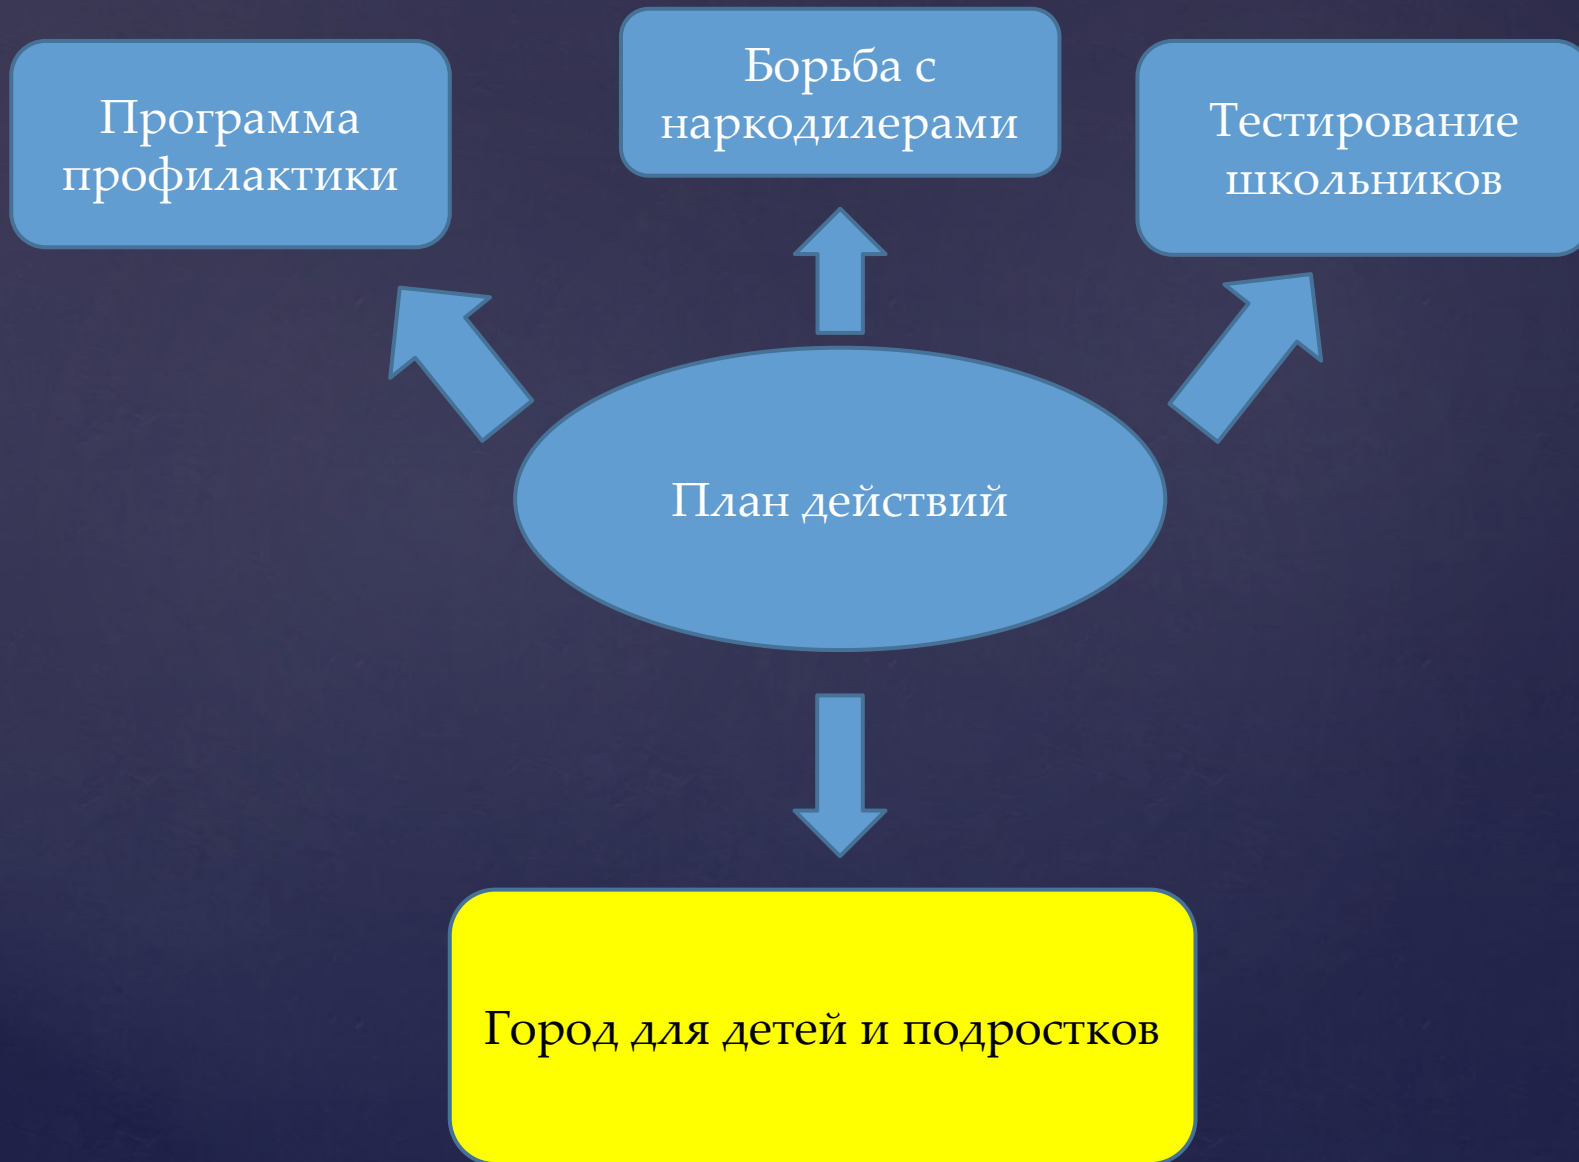 Программа
профилактики
Борьба с
наркодилерами
Тестирование
школьников
План действий
Город для детей и подростков